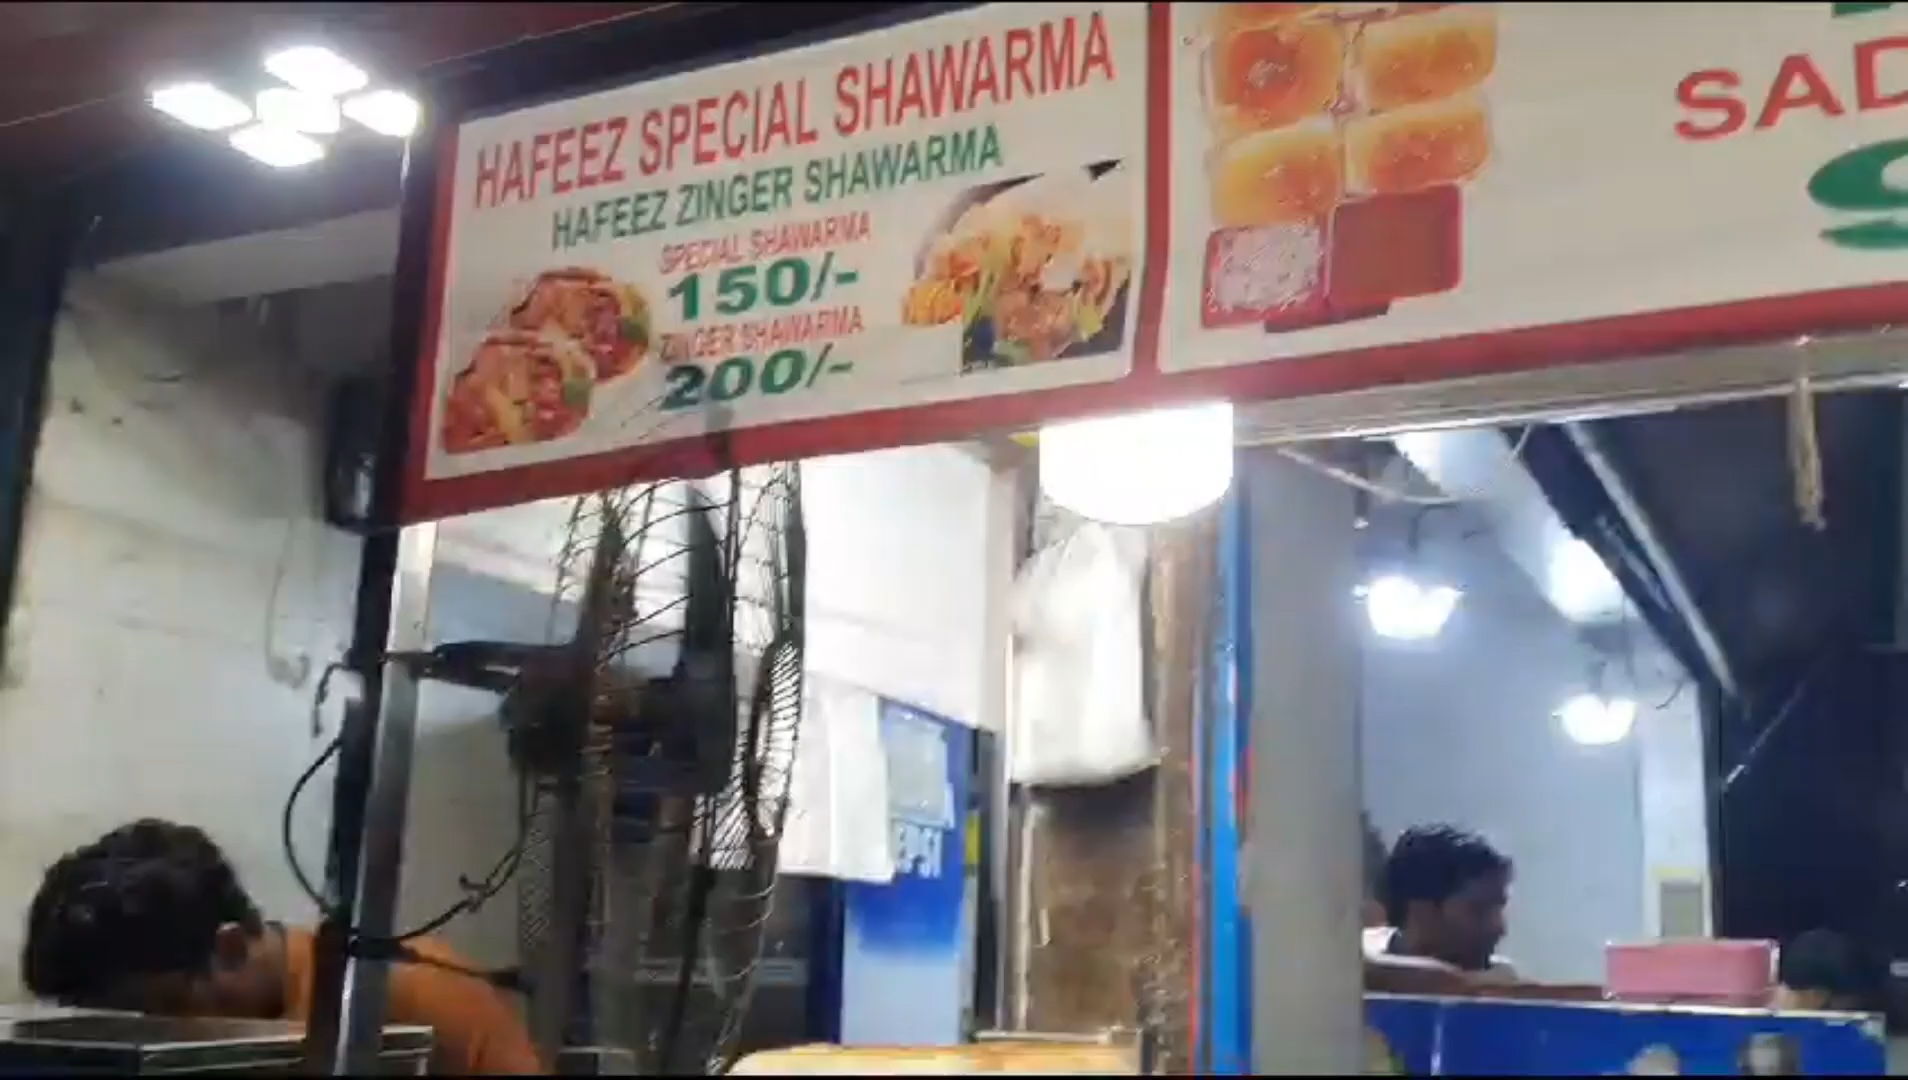 HAFEEZ SPECIAL SHAWARMA
HAFEEZ ZINGER SHAWARMA
SPECIAL SHAWARMA
150/-
ZINGER SHAWARMA
200/-
SAD